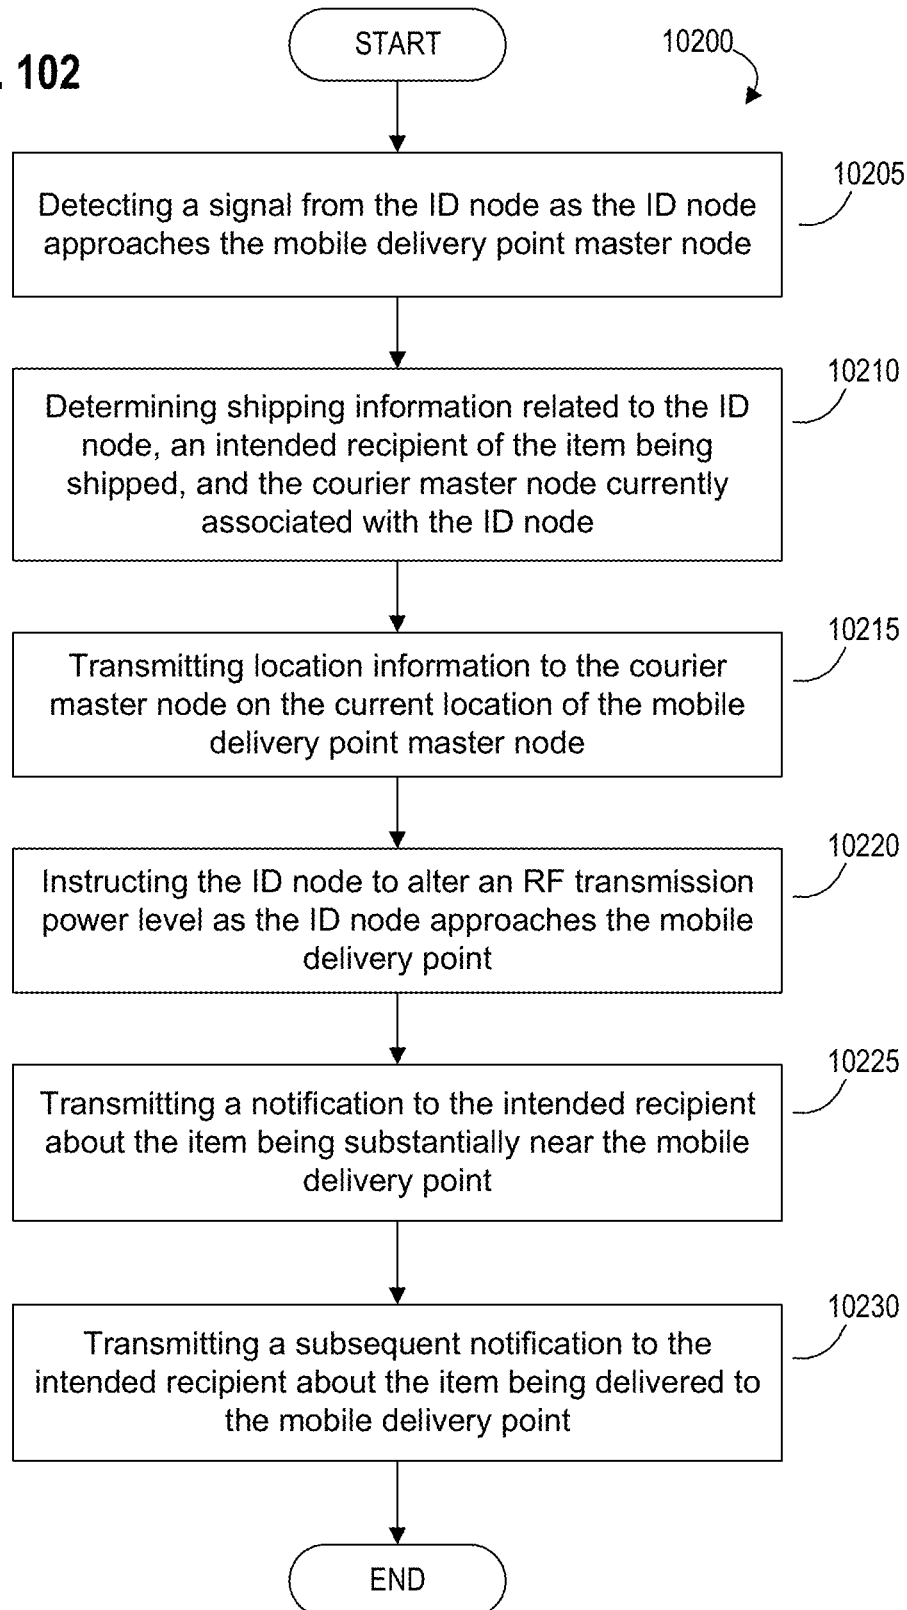 START
10200
. 102
10205
Detecting a signal from the ID node as the ID node
approaches the mobile delivery point master node
10210
Determining shipping information related to the ID
node, an intended recipient of the item being
shipped, and the courier master node currently
associated with the ID node
10215
Transmitting location information to the courier
master node on the current location of the mobile
delivery point master node
10220
Instructing the ID node to alter an RF transmission
power level as the ID node approaches the mobile
delivery point
10225
Transmitting a notification to the intended recipient
about the item being substantially near the mobile
delivery point
10230
Transmitting a subsequent notification to the
intended recipient about the item being delivered to
the mobile delivery point
END